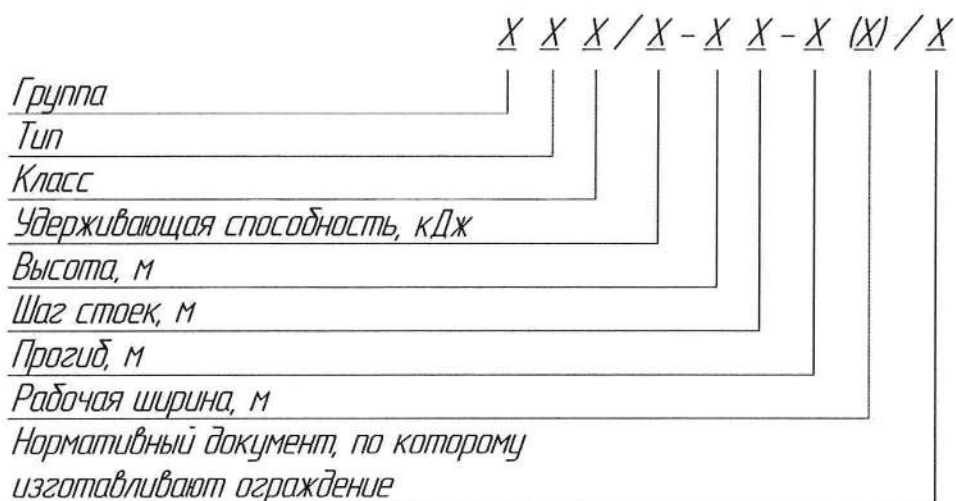 X X X / X - X X - X (X) / X
Группа
Тип
Класс
Удерживающая способность, кДж
Высота, м
Шаг стоек, м
Прогиб, м
Рабочая ширина, м
Нормативный документ, по которому
изготавливают ограждение